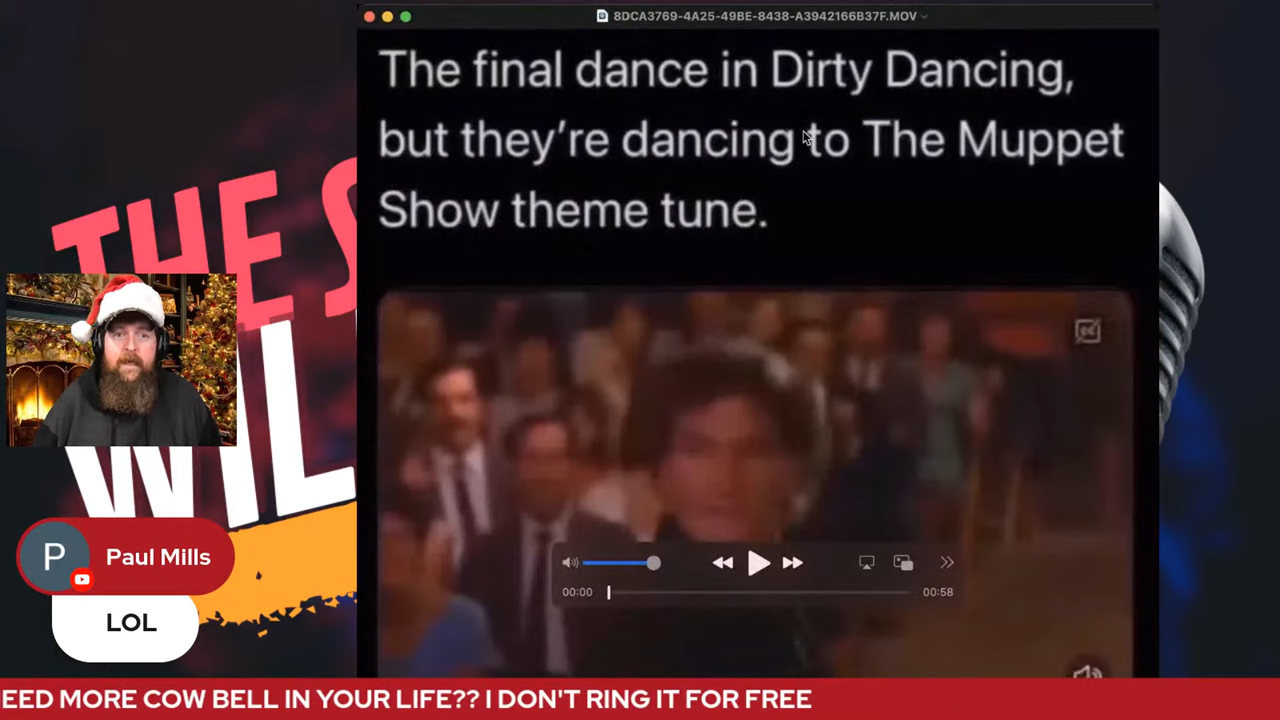 8DCA3769-4A25-49BE-8438-A3942166B37F.MOV
The final dance in Dirty Dancing,
but they're dancing to The Muppet
Show theme tune.
THE S
WIL
P
Paul Mills
LOL
00:00
00:58
EED MORE COW BELL IN YOUR LIFE?? I DON'T RING IT FOR FREE